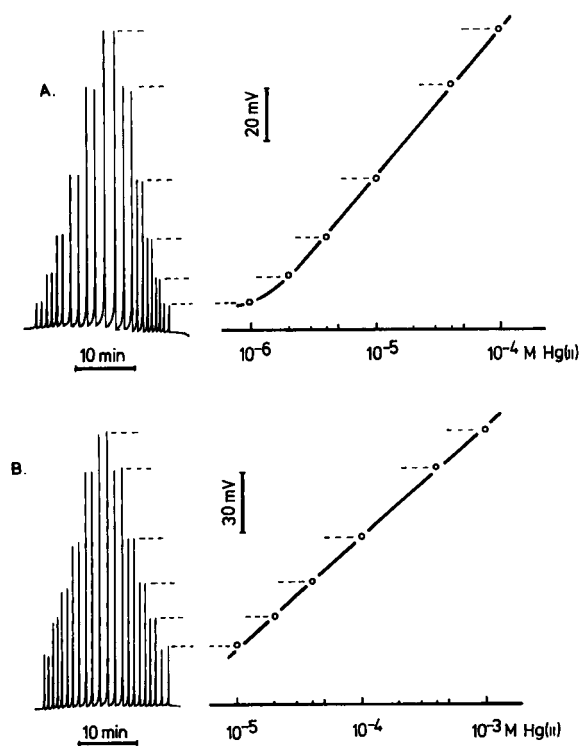 A.
20 mV
10 min
10⁻⁶ 10⁻⁵ 10⁻⁴ M Hg(II)
B.
30 mV
10 min
10⁻⁵ 10⁻⁴ 10⁻³ M Hg(II)